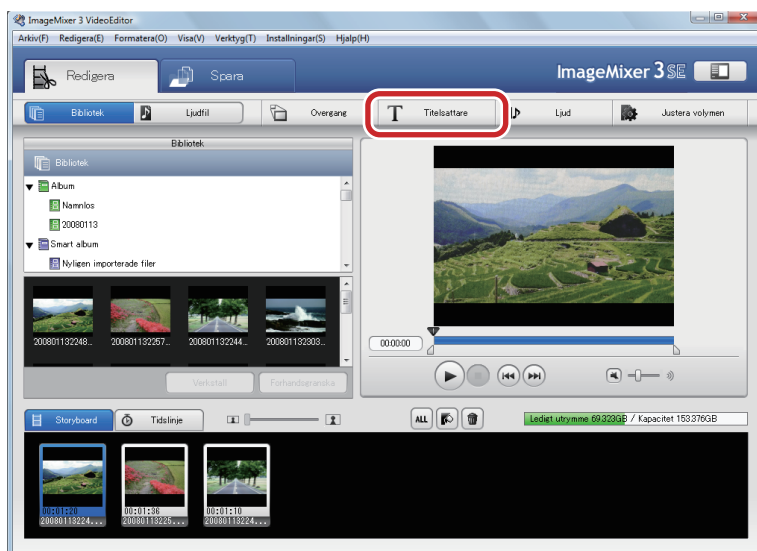 ImageMixer 3 VideoEditor
Arkiv(F) Redigera(E) Formatera(O) Visa(V) Verktyg(T) Installningar(S) Hjalp(H)
Redigera Spara ImageMixer 3 SE
Bibliotek Ljudfil Overgang T Titelsattare Ljud Justera volymen
Bibliotek
Bibliotek
Album
Namnlos
20080113
Smart album
Nyligen importerade filer
200801132248... 200801132257... 200801132244... 200801132303...
00:00:00
Verkstall Forhandsgranska
Storyboard Tidslinje ALL Ledigt utrymme 69.323GB / Kapacitet 153.376GB
00:01:20 00:01:36 00:01:10
20080113224... 20080113225... 20080113224...